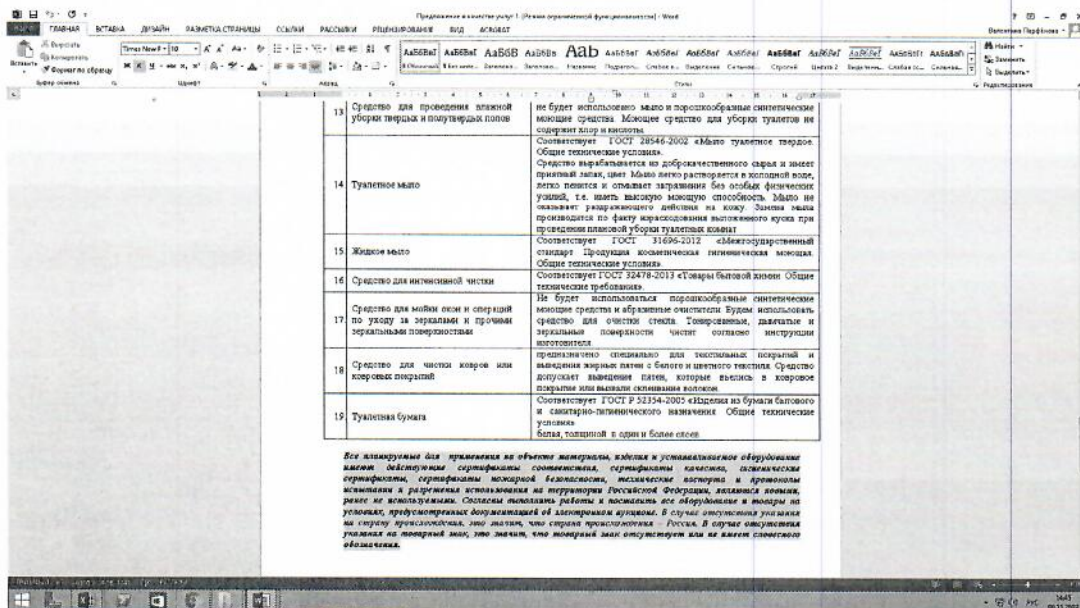 Предложение о качестве услуг 1 [Режим ограниченной функциональности] - Word
ГЛАВНАЯ ВСТАВКА ДИЗАЙН РАЗМЕТКА СТРАНИЦЫ ССЫЛКИ РАССЫЛКИ РЕЦЕНЗИРОВАНИЕ ВИД ACROBAT
Вставить
Вырезать
Копировать
Формат по образцу
Буфер обмена
Times New R 10
Шрифт
Абзац
АаБбВвГ АаБбВвГ АаБбВ АаБбВв Aab АаБбВвГ АаБбВвГ АаБбВвГ АаБбВвГ АаБбВвГ АаБбВвГ АаБбВвГ АаБбВвГ АаБбВвГ
Название Выделение Строгий Цитата 2
Стили
Найти
Заменить
Выделить
Редактирование
13. Средство для проведения влажной уборки твердых и полутвердых полов
не будет использовано мыло и порошкообразные синтетические
моющие средства. Моющее средство для уборки туалетов не
содержит хлор и кислоты.
14. Туалетное мыло
Соответствует ГОСТ 28546-2002 «Мыло туалетное твердое.
Общие технические условия».
Средство вырабатывается из доброкачественного сырья и имеет
приятный запах, цвет. Мыло легко растворяется в холодной воде,
легко пенится и отмывает загрязнения без особых физических
усилий, т.е. иметь высокую моющую способность. Мыло не
оказывает раздражающего действия на кожу. Замена мыла
производится по факту израсходования выложенного куска при
проведении плановой уборки туалетных комнат
15. Жидкое мыло
Соответствует ГОСТ 31696-2012 «Межгосударственный
стандарт. Продукция косметическая гигиеническая моющая.
Общие технические условия».
16. Средство для интенсивной чистки
Соответствует ГОСТ 32478-2013 «Товары бытовой химии. Общие
технические требования».
17. Средство для мойки окон и операций
по уходу за зеркалами и прочими
зеркальными поверхностями
Не будет использоваться порошкообразные синтетические
моющие средства и абразивные очистители. Будем использовать
средство для очистки стекла. Тонированные, дымчатые и
зеркальные поверхности чистят согласно инструкции
изготовителя.
18. Средство для чистки ковров или
ковровых покрытий
предназначено специально для текстильных покрытий и
выведения жирных пятен с белого и цветного текстиля. Средство
допускает выведение пятен, которые въелись в ковровое
покрытие или вызвали склеивание волокон.
19. Туалетная бумага
Соответствует ГОСТ Р 52354-2005 «Изделия из бумаги бытового
и санитарно-гигиенического назначения. Общие технические
условия»
белая, толщиной в один и более слоев
Все планируемые для применения на объекте материалы, изделия и устанавливаемое оборудование
имеют действующие сертификаты соответствия, сертификаты качества, гигиенические
сертификаты, сертификаты пожарной безопасности, технические паспорта и протоколы
испытаний и разрешения использования на территории Российской Федерации, являются новыми,
ранее не используемыми. Согласны выполнить работы и поставить все оборудование и товары на
условиях, предусмотренных документацией об электронном аукционе. В случае отсутствия указания
на страну происхождения, это значит, что страна происхождения – Россия. В случае отсутствия
указания на товарный знак, это значит, что товарный знак отсутствует или не имеет словесного
обозначения.
РУС 16:45